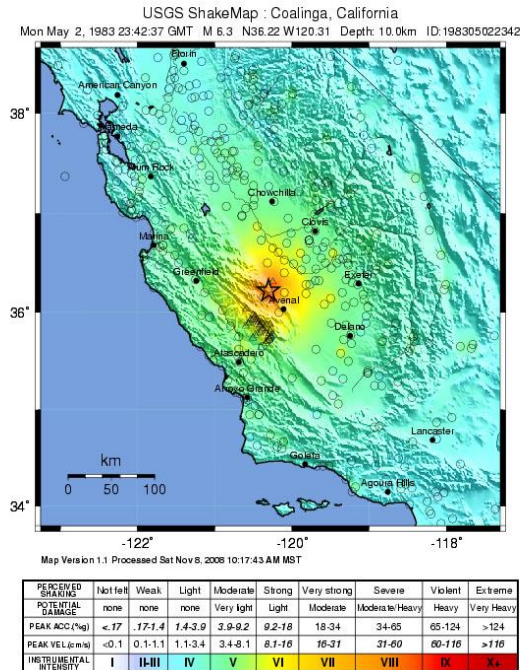 USGS ShakeMap : Coalinga, California
Mon May 2, 1983 23:42:37 GMT M 6.3 N36.22 W120.31 Depth: 10.0km ID:198305022342
Florin
American Canyon
38°
Alum Rock
Chowchilla
Clovis
Marina
Greenfield
Exeter
Avenal
36°
Delano
Atascadero
Arroyo Grande
Lancaster
km
Goleta
0 50 100
Agoura Hills
34°
-122° -120° -118°
Map Version 1.1 Processed Sat Nov 8, 2008 10:17:43 AM MST
PERCEIVED SHAKING Not felt Weak Light Moderate Strong Very strong Severe Violent Extreme
POTENTIAL DAMAGE none none none Very light Light Moderate Moderate/Heavy Heavy Very Heavy
PEAK ACC.(%g) <.17 .17-1.4 1.4-3.9 3.9-9.2 9.2-18 18-34 34-65 65-124 >124
PEAK VEL.(cm/s) <0.1 0.1-1.1 1.1-3.4 3.4-8.1 8.1-16 16-31 31-60 60-116 >116
INSTRUMENTAL INTENSITY I II-III IV V VI VII VIII IX X+